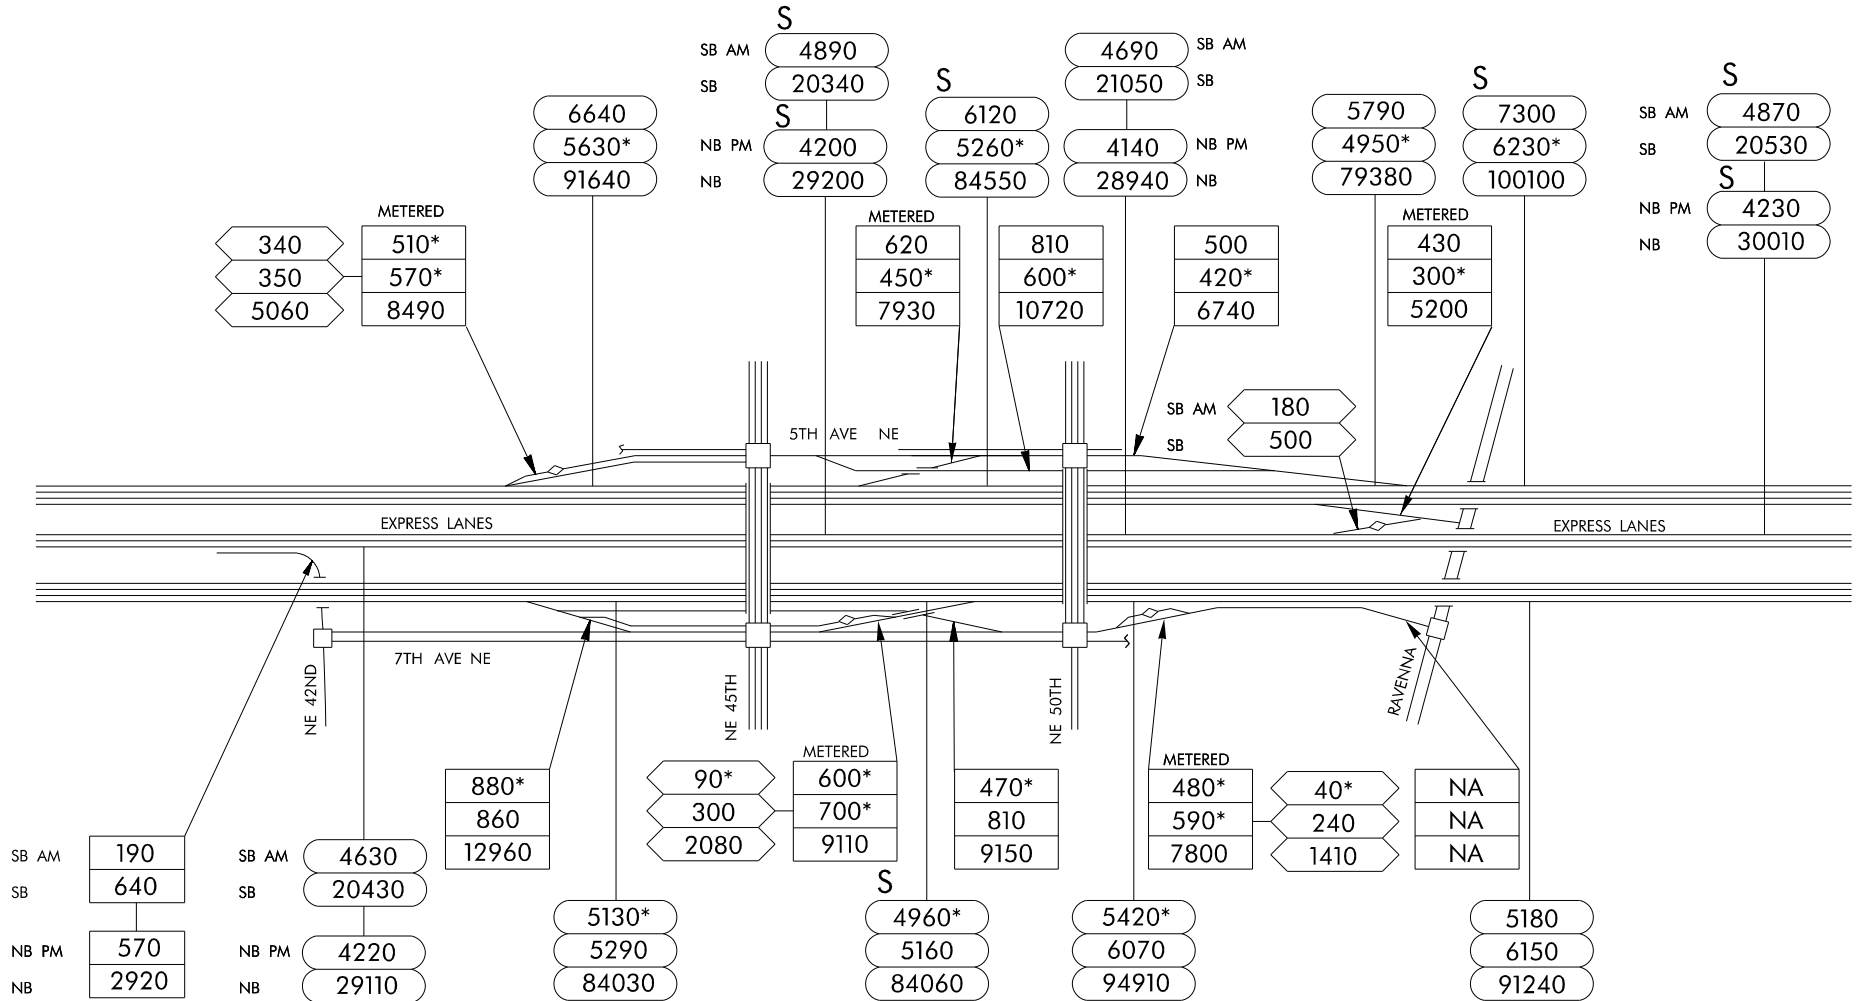 S
SB AM 4890
SB 20340
S
NB PM 4200
NB 29200
4690 SB AM
21050 SB
4140 NB PM
28940 NB
6640
5630*
91640
S
6120
5260*
84550
5790
4950*
79380
S
7300
6230*
100100
S
SB AM 4870
SB 20530
S
NB PM 4230
NB 30010
340
350
5060
METERED
510*
570*
8490
METERED
620
450*
7930
810
600*
10720
500
420*
6740
METERED
430
300*
5200
SB AM 180
SB 500
5TH AVE NE
EXPRESS LANES
EXPRESS LANES
7TH AVE NE
NE 42ND
NE 45TH
NE 50TH
RAVENNA
SB AM 190
SB 640
NB PM 570
NB 2920
SB AM 4630
SB 20430
NB PM 4220
NB 29110
880*
860
12960
90*
300
2080
METERED
600*
700*
9110
470*
810
9150
METERED
480*
590*
7800
40*
240
1410
NA
NA
NA
5130*
5290
84030
S
4960*
5160
84060
5420*
6070
94910
5180
6150
91240